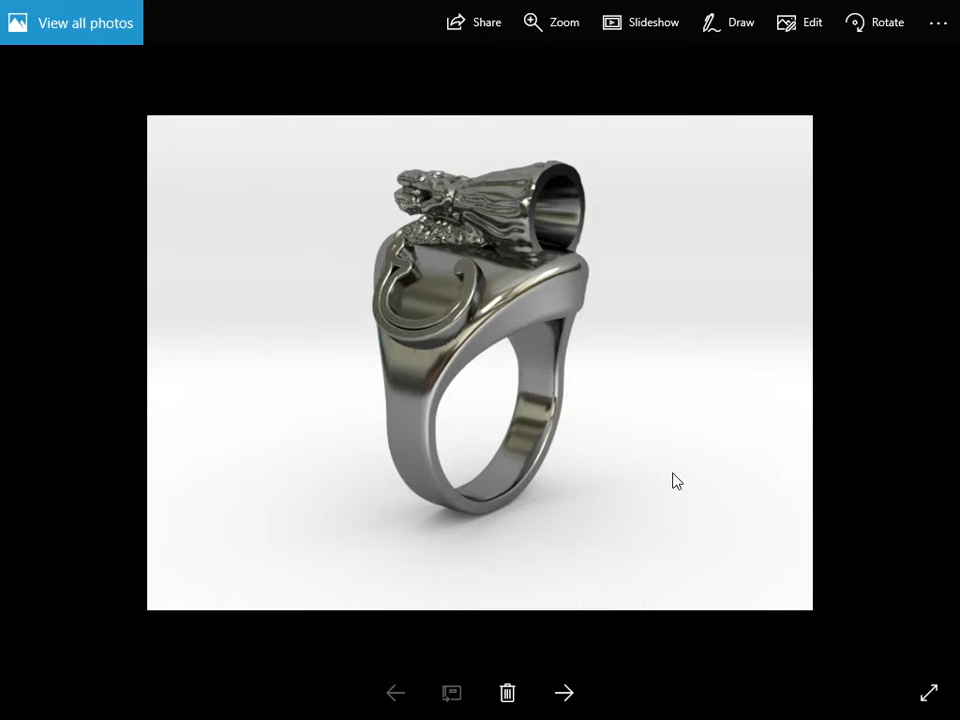 View all photos
Share
Zoom
Slideshow
Draw
Edit
Rotate